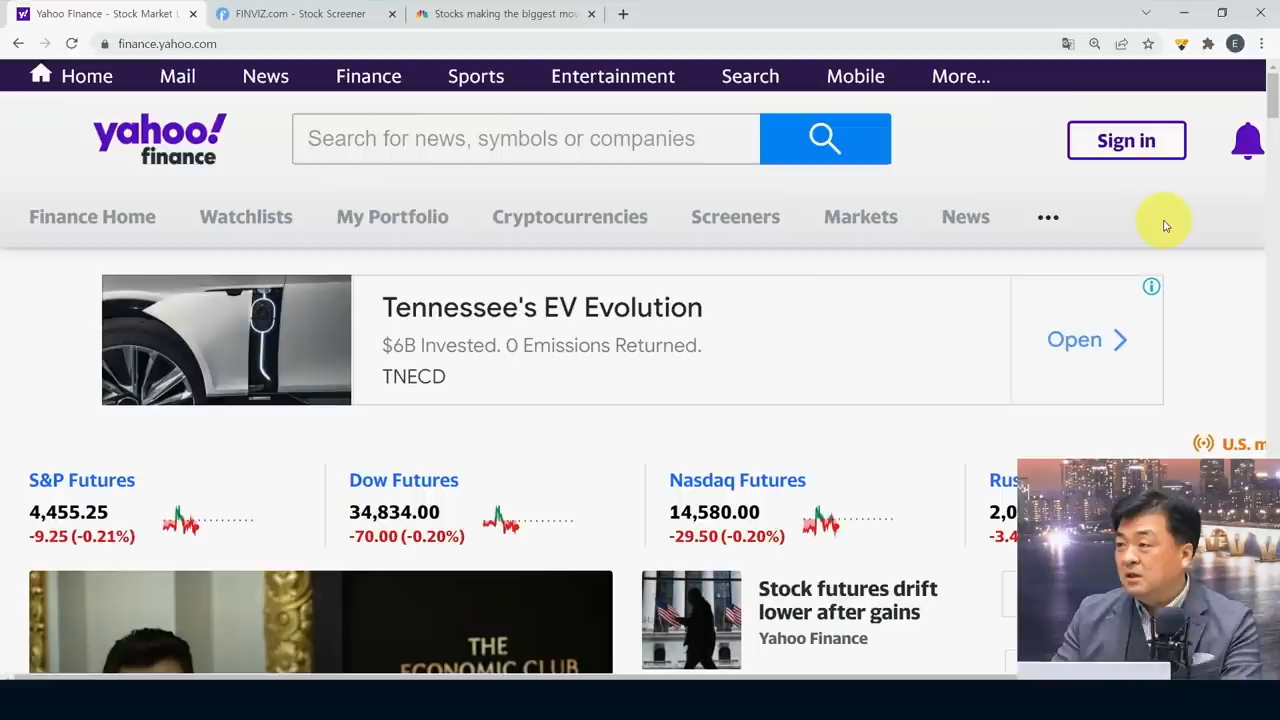 Yahoo Finance - Stock Market L
FINVIZ.com - Stock Screener
Stocks making the biggest mov
finance.yahoo.com
E
Home Mail News Finance Sports Entertainment Search Mobile More...
yahoo!
finance
Search for news, symbols or companies
Sign in
Finance Home Watchlists My Portfolio Cryptocurrencies Screeners Markets News
Tennessee's EV Evolution
$6B Invested. 0 Emissions Returned.
TNECD
Open
U.S. m
S&P Futures
4,455.25
-9.25 (-0.21%)
Dow Futures
34,834.00
-70.00 (-0.20%)
Nasdaq Futures
14,580.00
-29.50 (-0.20%)
Rus
2,0
-3.4
THE
ECONOMIC CLUB
Stock futures drift
lower after gains
Yahoo Finance